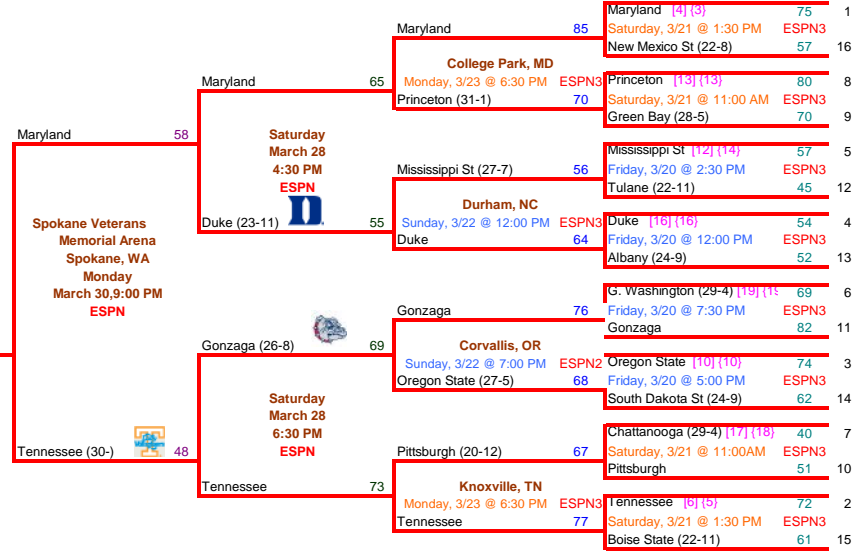 Maryland [4] {3} 75 1
Maryland 85 Saturday, 3/21 @ 1:30 PM ESPN3
New Mexico St (22-8) 57 16
College Park, MD
Maryland 65 Monday, 3/23 @ 6:30 PM ESPN3 Princeton [13] {13} 80 8
Princeton (31-1) 70 Saturday, 3/21 @ 11:00 AM ESPN3
Green Bay (28-5) 70 9
Maryland 58 Saturday
March 28 Mississippi St [12] {14} 57 5
4:30 PM Mississippi St (27-7) 56 Friday, 3/20 @ 2:30 PM ESPN3
ESPN Tulane (22-11) 45 12
Durham, NC
Duke (23-11) D 55 Sunday, 3/22 @ 12:00 PM ESPN3 Duke [16] {16} 54 4
Spokane Veterans Duke 64 Friday, 3/20 @ 12:00 PM ESPN3
Memorial Arena Albany (24-9) 52 13
Spokane, WA
Monday
March 30,9:00 PM G. Washington (29-4) [19] 69 6
ESPN Gonzaga 76 Friday, 3/20 @ 7:30 PM ESPN3
Gonzaga 82 11
Gonzaga (26-8) 69 Corvallis, OR
Sunday, 3/22 @ 7:00 PM ESPN2 Oregon State [10] {10} 74 3
Oregon State (27-5) 68 Friday, 3/20 @ 5:00 PM ESPN3
Saturday South Dakota St (24-9) 62 14
March 28
6:30 PM Chattanooga (29-4) [17] {18} 40 7
Tennessee (30-) 48 ESPN Pittsburgh (20-12) 67 Saturday, 3/21 @ 11:00AM ESPN3
Pittsburgh 51 10
Tennessee 73 Knoxville, TN
Monday, 3/23 @ 6:30 PM ESPN3 Tennessee [6] {5} 72 2
Tennessee 77 Saturday, 3/21 @ 1:30 PM ESPN3
Boise State (22-11) 61 15